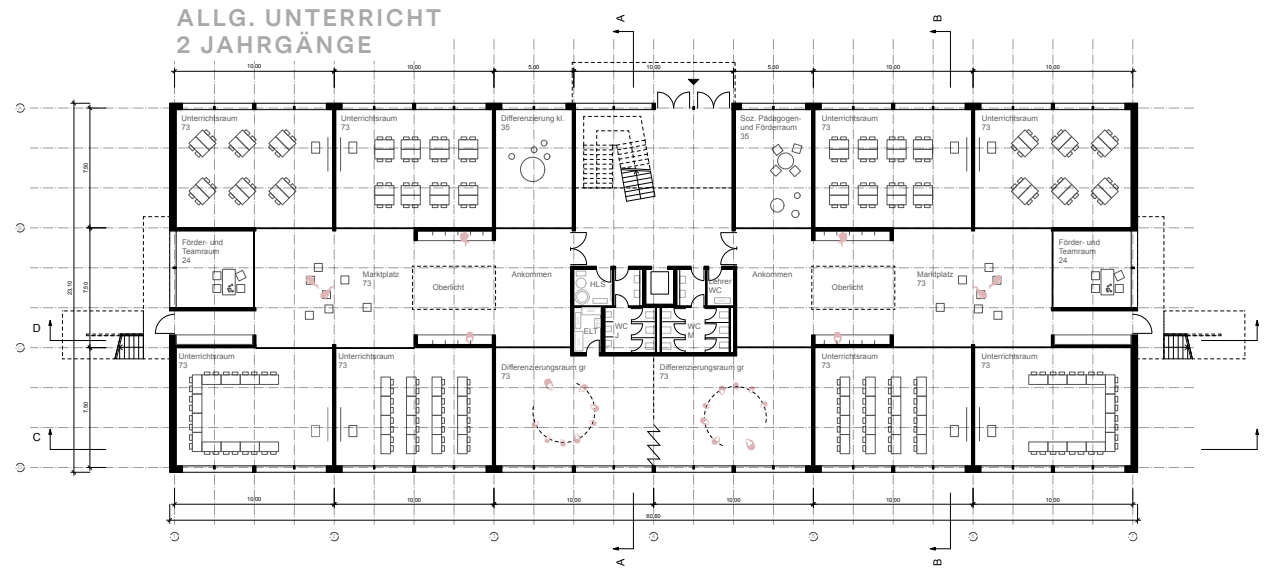 ALLG. UNTERRICHT
2 JAHRGÄNGE
A
B
10,00
10,00
5,00
10,00
5,00
10,00
10,00
Unterrichtsraum
73
Unterrichtsraum
73
Differenzierung kl.
35
Soz. Pädagogen-
und Förderraum
35
Unterrichtsraum
73
Unterrichtsraum
73
7,50
23,10
7,50
7,50
Förder- und
Teamraum
24
Marktplatz
73
Oberlicht
Ankommen
HLS
Lehrer
WC
Ankommen
Oberlicht
Marktplatz
73
Förder- und
Teamraum
24
ELT
WC
J
WC
M
D
Unterrichtsraum
73
Unterrichtsraum
73
Differenzierungsraum gr
73
Differenzierungsraum gr
73
Unterrichtsraum
73
Unterrichtsraum
73
C
10,00
10,00
10,00
10,00
10,00
10,00
60,60
A
B